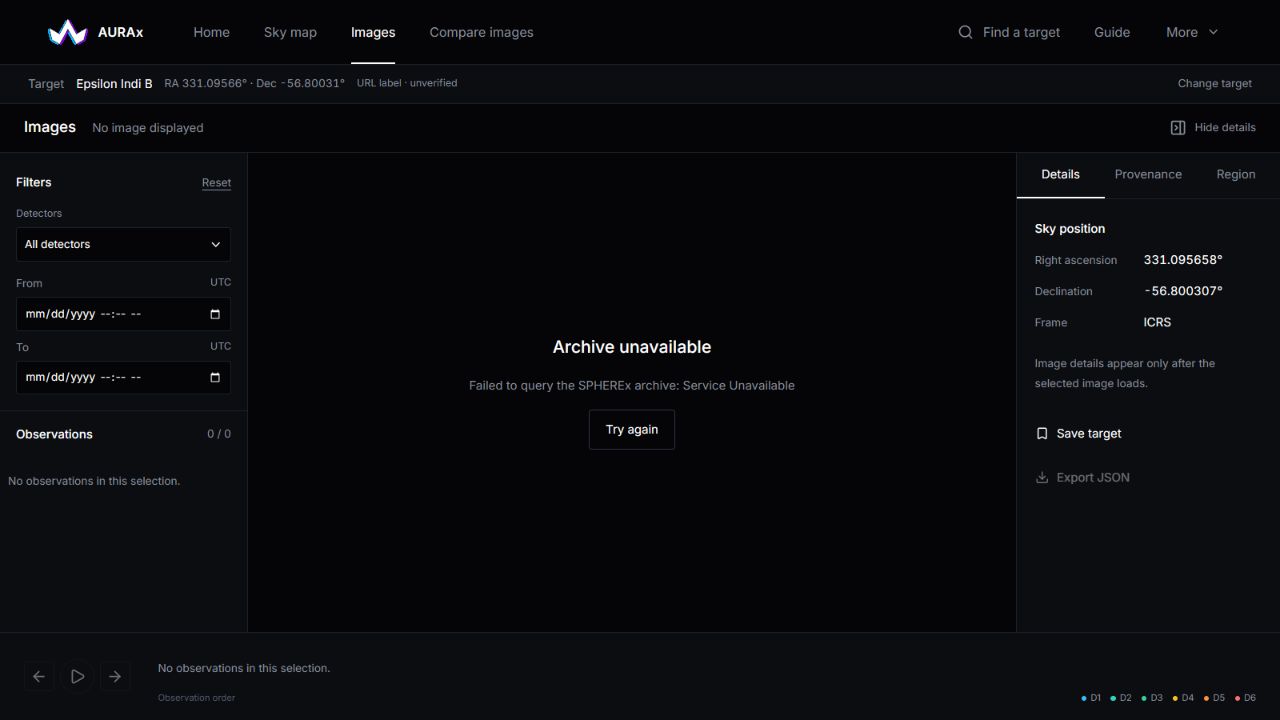 AURAx
Home
Sky map
Images
Compare images
Find a target
Guide
More
Target
Epsilon Indi B
RA 331.09566° · Dec -56.80031°
URL label · unverified
Change target
Images
No image displayed
Hide details
Filters
Reset
Detectors
All detectors
From
UTC
mm/dd/yyyy --:-- --
To
UTC
mm/dd/yyyy --:-- --
Observations
0 / 0
No observations in this selection.
Archive unavailable
Failed to query the SPHEREx archive: Service Unavailable
Try again
Details
Provenance
Region
Sky position
Right ascension
331.095658°
Declination
-56.800307°
Frame
ICRS
Image details appear only after the
selected image loads.
Save target
Export JSON
No observations in this selection.
Observation order
D1
D2
D3
D4
D5
D6